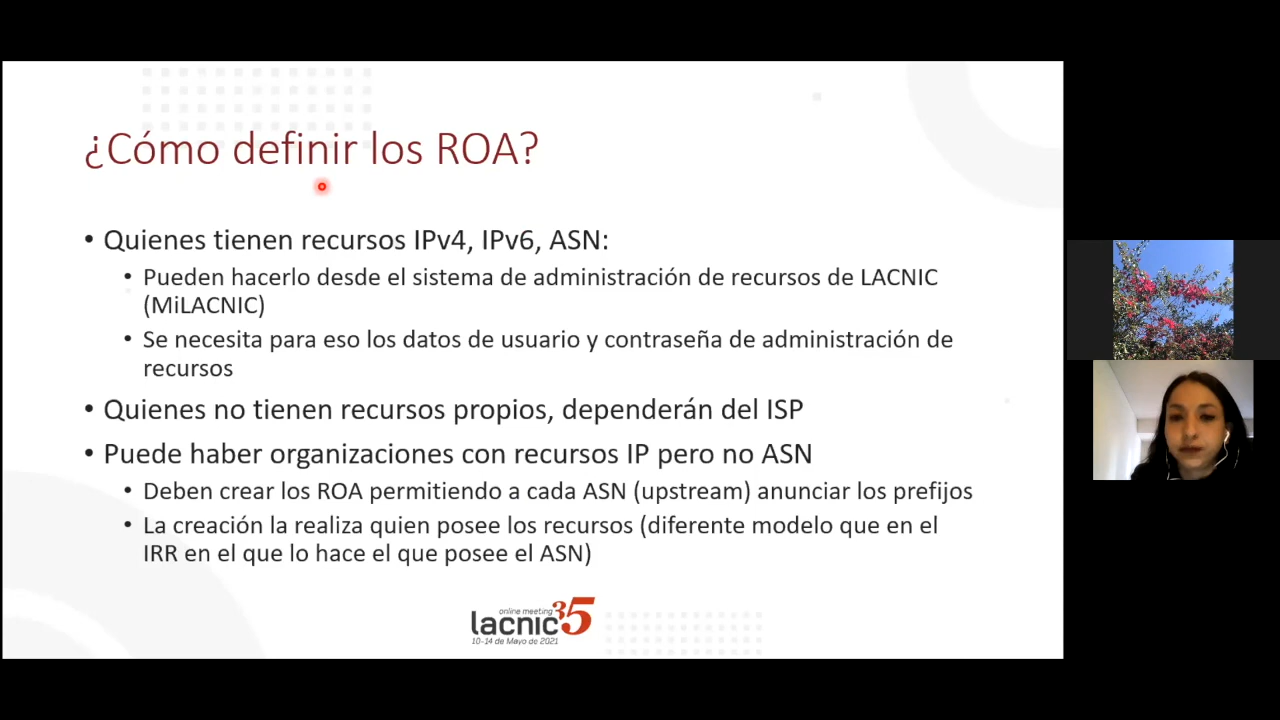 ¿Cómo definir los ROA?
• Quienes tienen recursos IPv4, IPv6, ASN:
• Pueden hacerlo desde el sistema de administración de recursos de LACNIC
(MiLACNIC)
• Se necesita para eso los datos de usuario y contraseña de administración de
recursos
• Quienes no tienen recursos propios, dependerán del ISP
• Puede haber organizaciones con recursos IP pero no ASN
• Deben crear los ROA permitiendo a cada ASN (upstream) anunciar los prefijos
• La creación la realiza quien posee los recursos (diferente modelo que en el
IRR en el que lo hace el que posee el ASN)
online meeting
lacnic 35
10-14 de Mayo de 2021